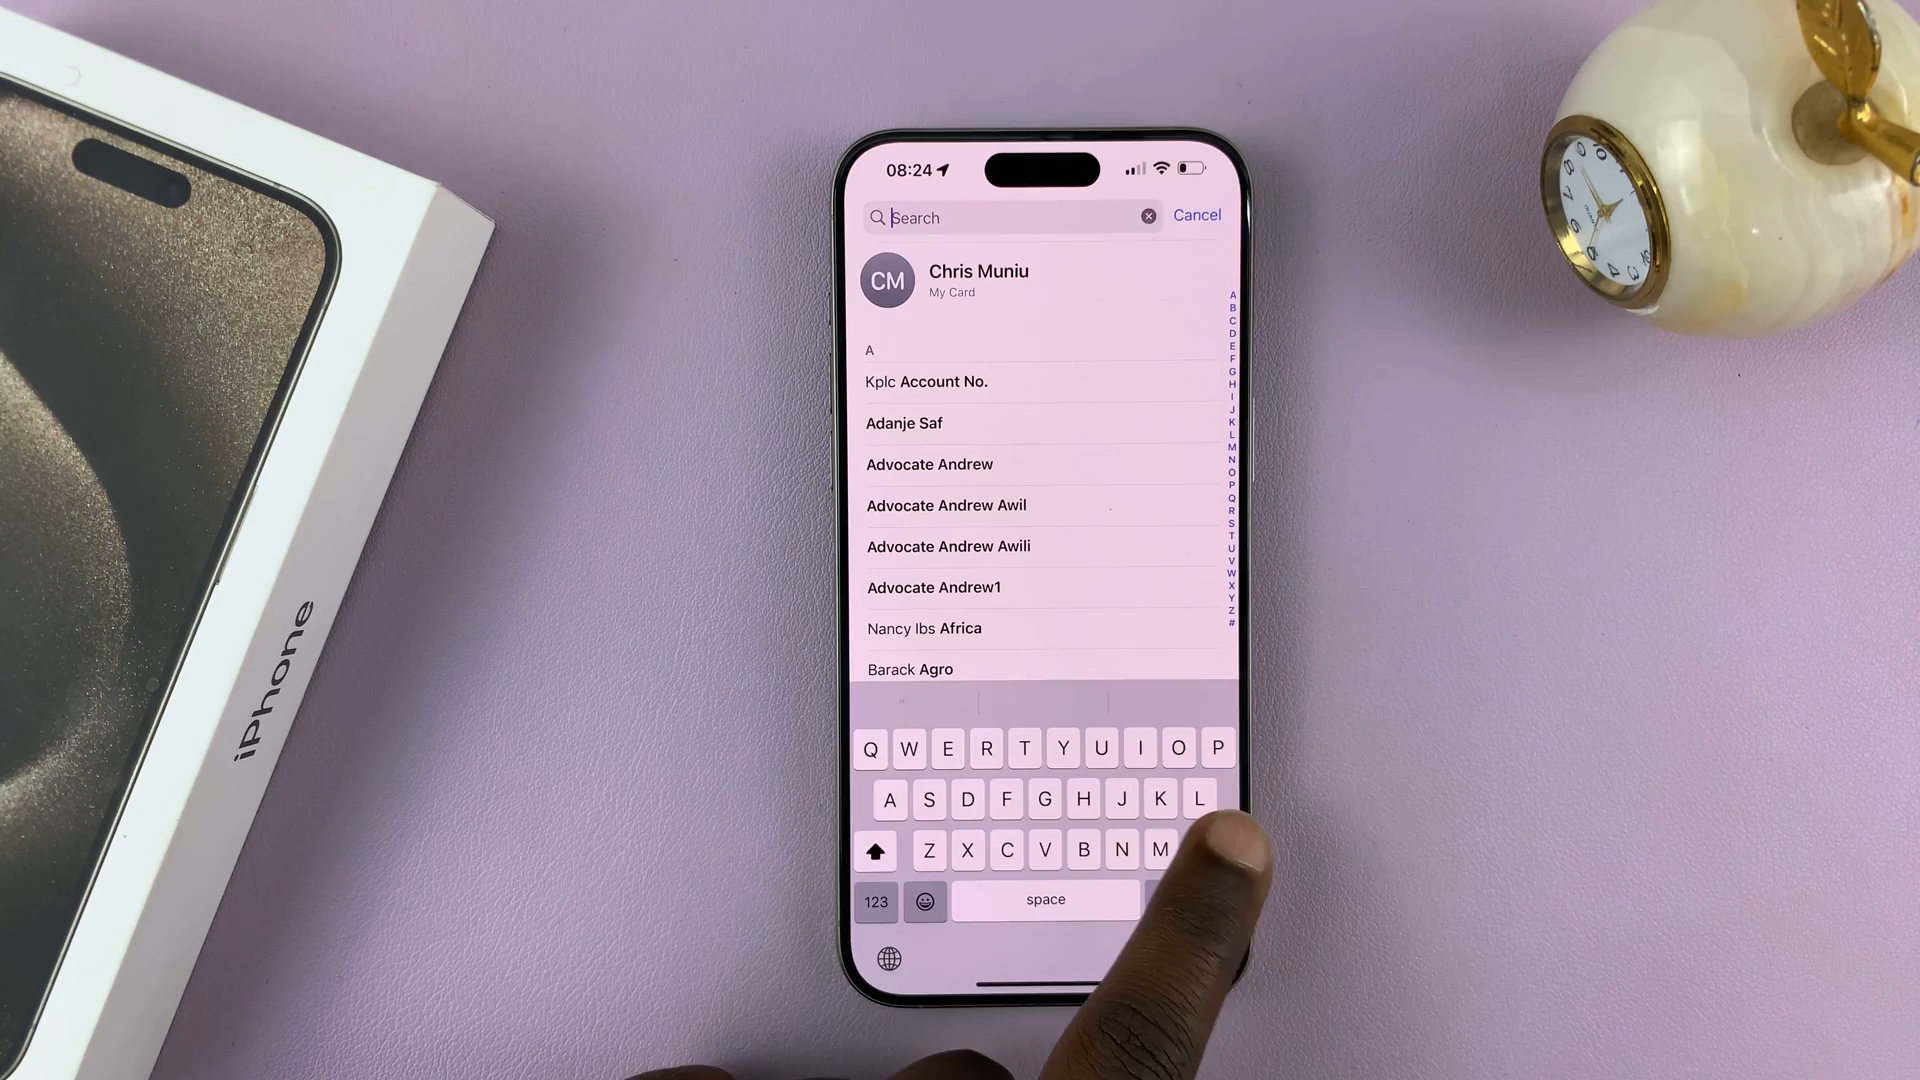 iPhone
08:24
Search
Cancel
CM
Chris Muniu
My Card
A
Kplc Account No.
Adanje Saf
Advocate Andrew
Advocate Andrew Awil
Advocate Andrew Awili
Advocate Andrew1
Nancy Ibs Africa
Barack Agro
A
B
C
D
E
F
G
H
I
J
K
L
M
N
O
P
Q
R
S
T
U
V
W
X
Y
Z
#
Q W E R T Y U I O P
A S D F G H J K L
Z X C V B N M
123 space